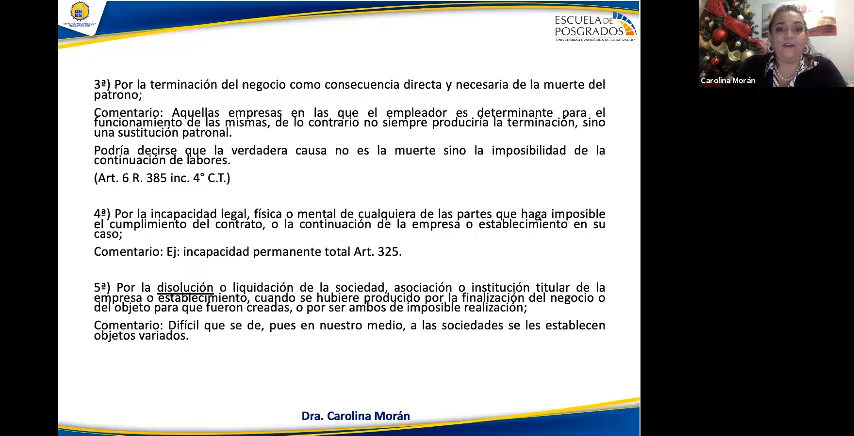 ESCUELA DE
POSGRADOS
Carolina Morán
3ª) Por la terminación del negocio como consecuencia directa y necesaria de la muerte del
patrono;
Comentario: Aquellas empresas en las que el empleador es determinante para el
funcionamiento de las mismas, de lo contrario no siempre produciría la terminación, sino
una sustitución patronal.
Podría decirse que la verdadera causa no es la muerte sino la imposibilidad de la
continuación de labores.
(Art. 6 R. 385 inc. 4° C.T.)
4ª) Por la incapacidad legal, física o mental de cualquiera de las partes que haga imposible
el cumplimiento del contrato, o la continuación de la empresa o establecimiento en su
caso;
Comentario: Ej: incapacidad permanente total Art. 325.
5ª) Por la disolución o liquidación de la sociedad, asociación o institución titular de la
empresa o establecimiento, cuando se hubiere producido por la finalización del negocio o
del objeto para que fueron creadas, o por ser ambos de imposible realización;
Comentario: Difícil que se de, pues en nuestro medio, a las sociedades se les establecen
objetos variados.
Dra. Carolina Morán